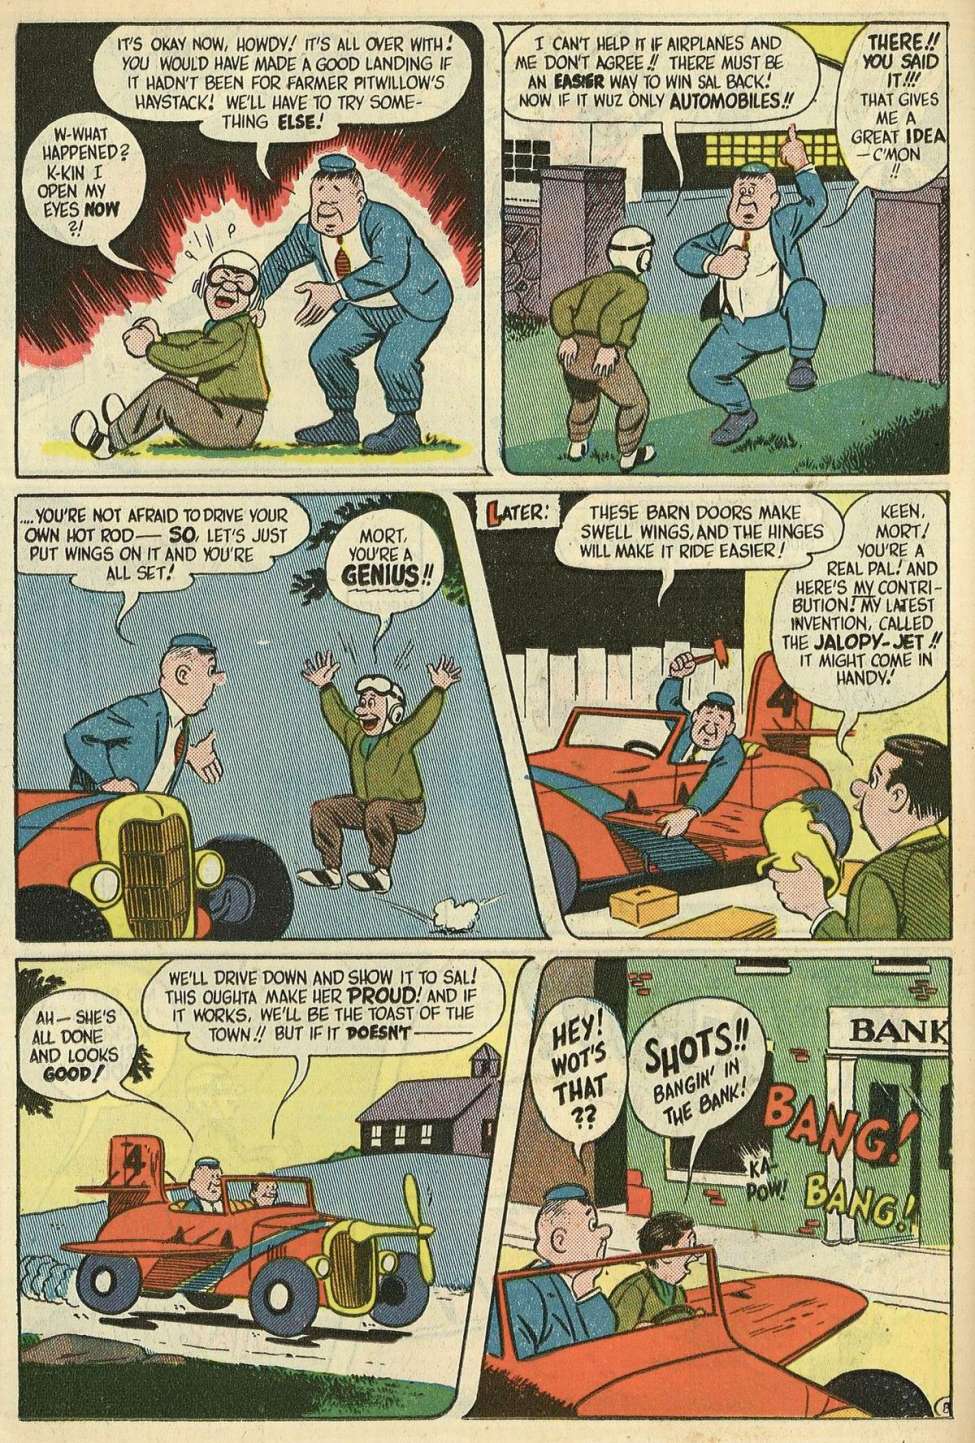 IT'S OKAY NOW, HOWDY! IT'S ALL OVER WITH!
YOU WOULD HAVE MADE A GOOD LANDING IF
IT HADN'T BEEN FOR FARMER PITWILLOW'S
HAYSTACK! WE'LL HAVE TO TRY SOME-
THING ELSE!
W-WHAT
HAPPENED?
K-KIN I
OPEN MY
EYES NOW
?!
I CAN'T HELP IT IF AIRPLANES AND
ME DON'T AGREE!! THERE MUST BE
AN EASIER WAY TO WIN SAL BACK!
NOW IF IT WUZ ONLY AUTOMOBILES!!
THERE!!
YOU SAID
IT!!!
THAT GIVES
ME A
GREAT IDEA
—C'MON
!!
....YOU'RE NOT AFRAID TO DRIVE YOUR
OWN HOT ROD— SO, LET'S JUST
PUT WINGS ON IT AND YOU'RE
ALL SET!
MORT,
YOU'RE A
GENIUS!!
LATER:
THESE BARN DOORS MAKE
SWELL WINGS, AND THE HINGES
WILL MAKE IT RIDE EASIER!
KEEN,
MORT!
YOU'RE A
REAL PAL! AND
HERE'S MY CONTRI-
BUTION! MY LATEST
INVENTION, CALLED
THE JALOPY-JET!!
IT MIGHT COME IN
HANDY!
4
AH— SHE'S
ALL DONE
AND LOOKS
GOOD!
WE'LL DRIVE DOWN AND SHOW IT TO SAL!
THIS OUGHTA MAKE HER PROUD! AND IF
IT WORKS, WE'LL BE THE TOAST OF THE
TOWN!! BUT IF IT DOESN'T———
4
HEY!
WOT'S
THAT
??
SHOTS!!
BANGIN' IN
THE BANK!
BANK
BANG!
KA-
POW!
BANG!
8